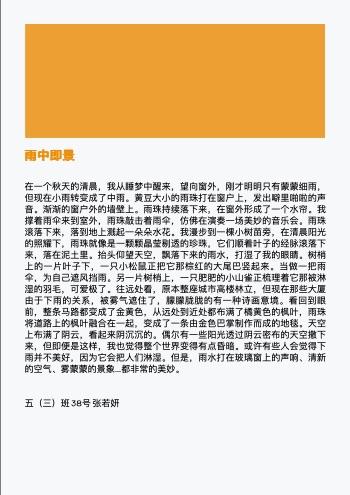 雨中即景
在一个秋天的清晨，我从睡梦中醒来，望向窗外，刚才明明只有蒙蒙细雨，
但现在小雨转变成了中雨。黄豆大小的雨珠打在窗户上，发出噼里啪啦的声
音。渐渐的窗户外的墙壁上。雨珠持续落下来，在窗外形成了一个水帘。我
撑着雨伞来到室外，雨珠敲击着雨伞，仿佛在演奏一场美妙的音乐会。雨珠
滚落下来，落到地上溅起一朵朵水花。我漫步到一棵小树苗旁，在清晨阳光
的照耀下，雨珠就像是一颗颗晶莹剔透的珍珠。它们顺着叶子的经脉滚落下
来，落在泥土里。抬头仰望天空，飘落下来的雨水，打湿了我的眼睛。树梢
上的一片叶子下，一只小松鼠正把它那棕红的大尾巴竖起来。当做一把雨
伞，为自己遮风挡雨。另一片树梢上，一只肥肥的小山雀正梳理着它那被淋
湿的羽毛，可爱极了。往远处看，原本整座城市高楼林立，但现在那些大厦
由于下雨的关系，被雾气遮住了，朦朦胧胧的有一种诗画意境。看回到眼
前，整条马路都变成了金黄色，从远处到近处都布满了橘黄色的枫叶，雨珠
将道路上的枫叶融合在一起，变成了一条由金色巴掌制作而成的地毯。天空
上布满了阴云，看起来阴沉沉的。偶尔有一些阳光透过阴云密布的天空撒下
来，但即便是这样，我也觉得整个世界变得有点昏暗。或许有些人会觉得下
雨并不美好，因为它会把人们淋湿。但是，雨水打在玻璃窗上的声响、清新
的空气、雾蒙蒙的景象…都非常的美妙。
五（三）班 38号 张若妍